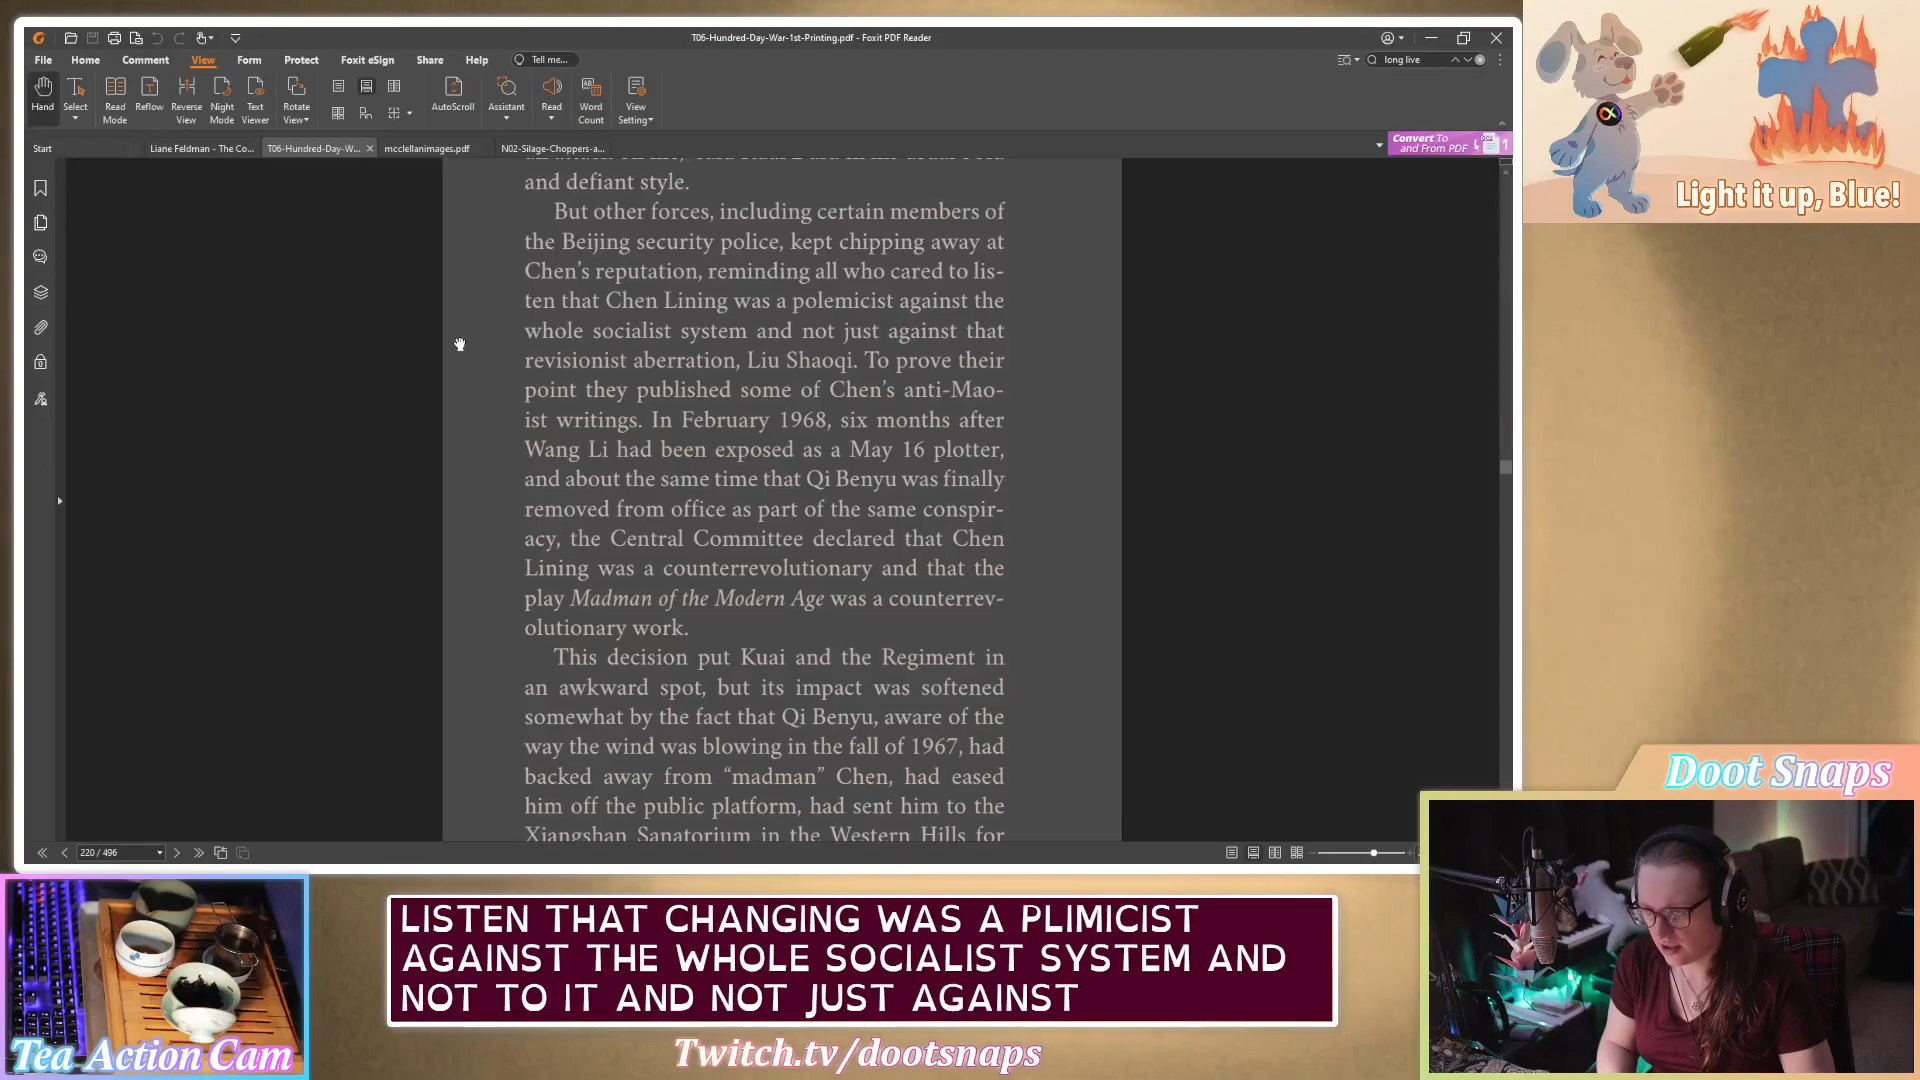 T06-Hundred-Day-War-1st-Printing.pdf - Foxit PDF Reader
File Home Comment View Form Protect Foxit eSign Share Help Tell me... long live
Hand Select Read Mode Reflow Reverse View Night Mode Text Viewer Rotate View AutoScroll Assistant Read Word Count View Setting
Start Liane Feldman - The Co... T06-Hundred-Day-W... mcclellanimages.pdf N02-Silage-Choppers-a...
Convert To
and From PDF
and defiant style.
But other forces, including certain members of
the Beijing security police, kept chipping away at
Chen's reputation, reminding all who cared to lis-
ten that Chen Lining was a polemicist against the
whole socialist system and not just against that
revisionist aberration, Liu Shaoqi. To prove their
point they published some of Chen's anti-Mao-
ist writings. In February 1968, six months after
Wang Li had been exposed as a May 16 plotter,
and about the same time that Qi Benyu was finally
removed from office as part of the same conspir-
acy, the Central Committee declared that Chen
Lining was a counterrevolutionary and that the
play Madman of the Modern Age was a counterrev-
olutionary work.
This decision put Kuai and the Regiment in
an awkward spot, but its impact was softened
somewhat by the fact that Qi Benyu, aware of the
way the wind was blowing in the fall of 1967, had
backed away from “madman” Chen, had eased
him off the public platform, had sent him to the
Xiangshan Sanatorium in the Western Hills for
220 / 496
Light it up, Blue!
Doot Snaps
LISTEN THAT CHANGING WAS A PLIMICIST
AGAINST THE WHOLE SOCIALIST SYSTEM AND
NOT TO IT AND NOT JUST AGAINST
Tea Action Cam
Twitch.tv/dootsnaps